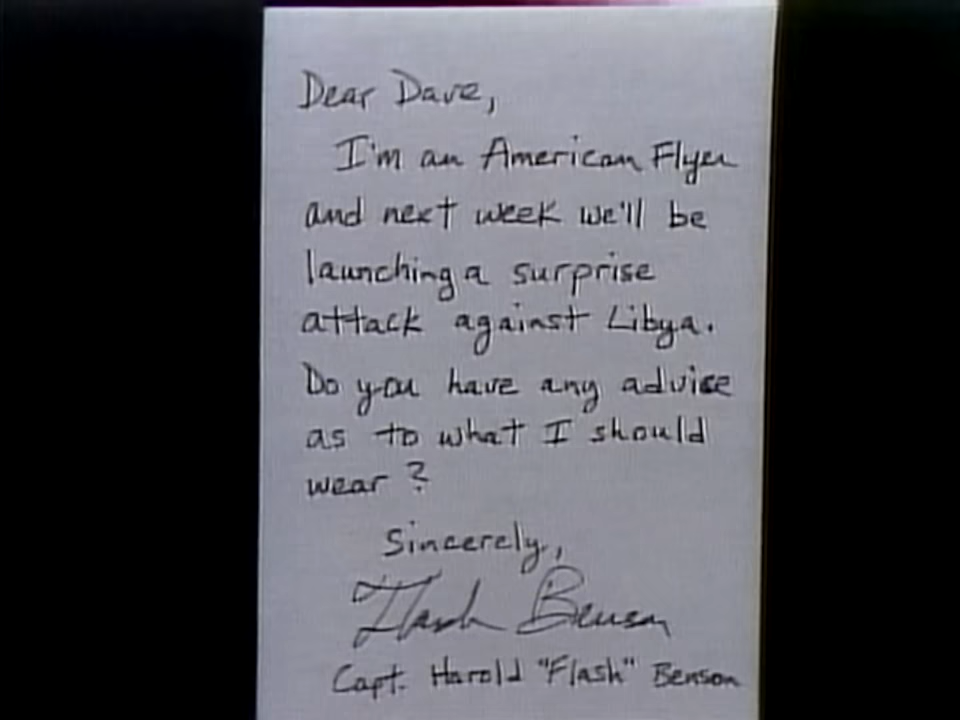 Dear Dave,
I'm an American Flyer
and next week we'll be
launching a surprise
attack against Libya.
Do you have any advice
as to what I should
wear?
Sincerely,
Flash Benson
Capt. Harold "Flash" Benson